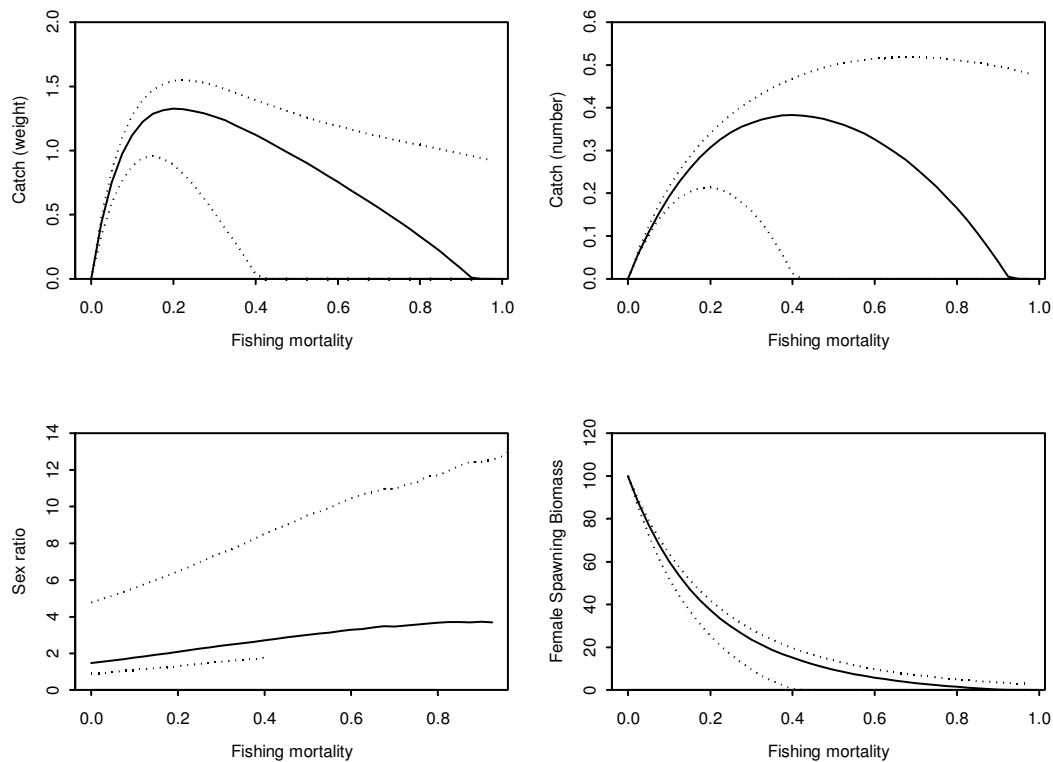 Catch (weight)
0.0 0.5 1.0 1.5 2.0
0.0 0.2 0.4 0.6 0.8 1.0
Fishing mortality
Catch (number)
0.0 0.1 0.2 0.3 0.4 0.5 0.6
0.0 0.2 0.4 0.6 0.8 1.0
Fishing mortality
Sex ratio
0 2 4 6 8 10 12 14
0.0 0.2 0.4 0.6 0.8
Fishing mortality
Female Spawning Biomass
0 20 40 60 80 100 120
0.0 0.2 0.4 0.6 0.8 1.0
Fishing mortality